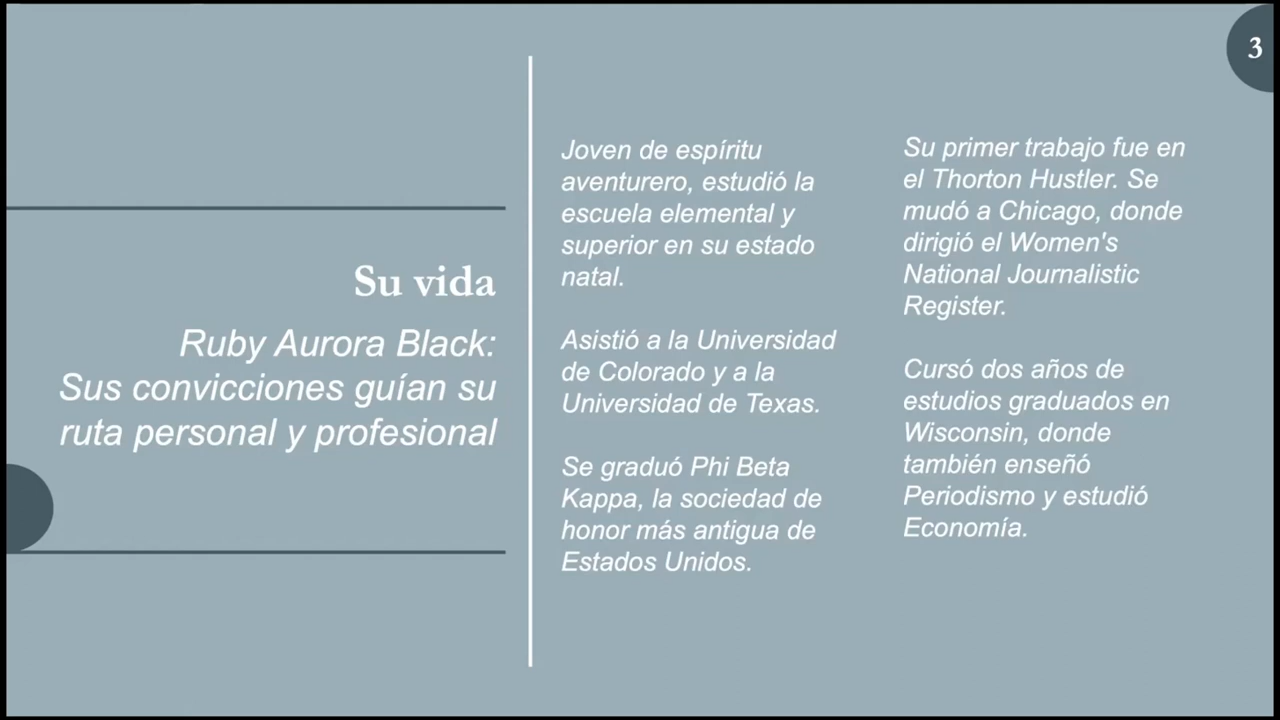 3
Su vida
Ruby Aurora Black:
Sus convicciones guían su
ruta personal y profesional
Joven de espíritu
aventurero, estudió la
escuela elemental y
superior en su estado
natal.
Asistió a la Universidad
de Colorado y a la
Universidad de Texas.
Se graduó Phi Beta
Kappa, la sociedad de
honor más antigua de
Estados Unidos.
Su primer trabajo fue en
el Thorton Hustler. Se
mudó a Chicago, donde
dirigió el Women's
National Journalistic
Register.
Cursó dos años de
estudios graduados en
Wisconsin, donde
también enseñó
Periodismo y estudió
Economía.